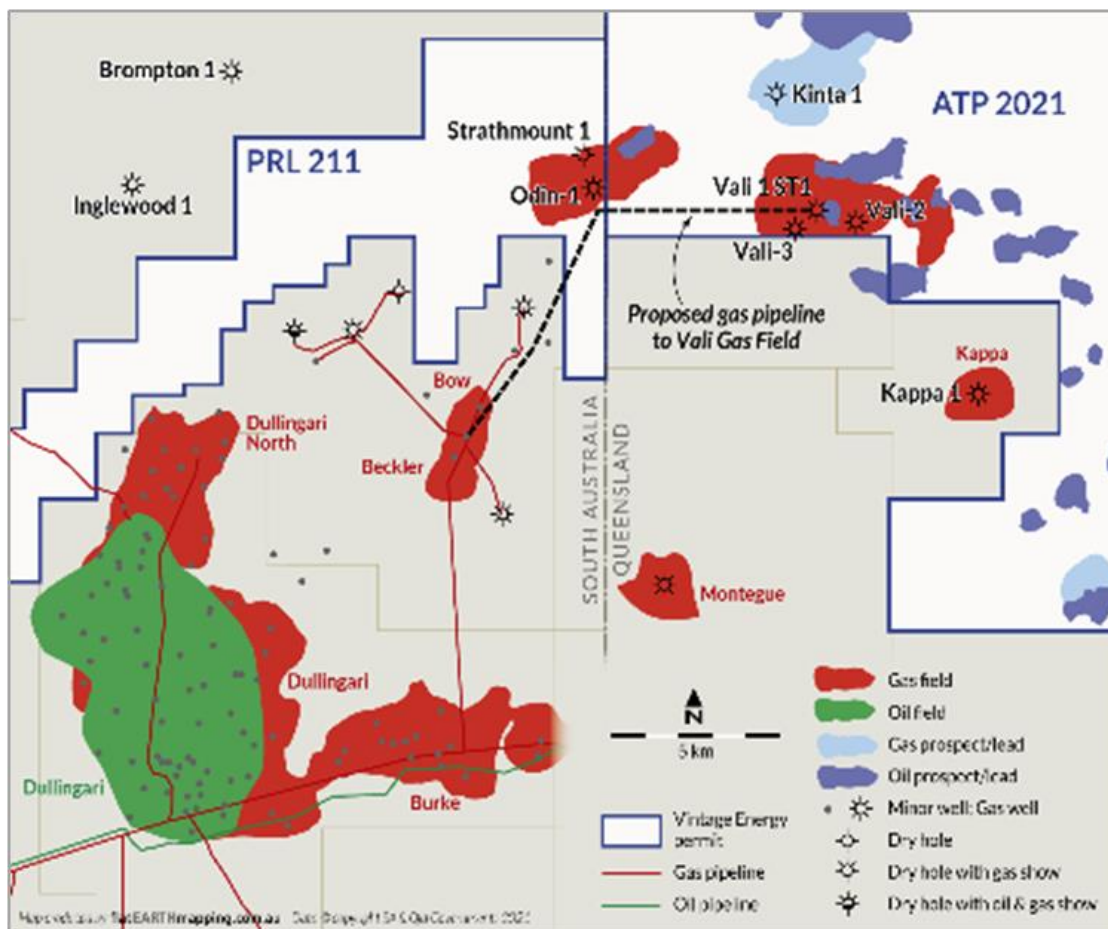 Brompton 1
Kinta 1
ATP 2021
Strathmount 1
PRL 211
Inglewood 1
Odin-1
Vali 1 ST1
Vali-2
Vali-3
Proposed gas pipeline
to Vali Gas Field
Bow
Kappa
Kappa 1
Dullingari
North
Beckler
SOUTH AUSTRALIA
QUEENSLAND
Montegue
Dullingari
Gas field
N
Oil field
5 km
Gas prospect/lead
Dullingari
Oil prospect/lead
Burke
Minor well; Gas well
Vintage Energy
permit
Dry hole
Gas pipeline
Dry hole with gas show
Oil pipeline
Dry hole with oil & gas show
flatEARTHmapping.com.au